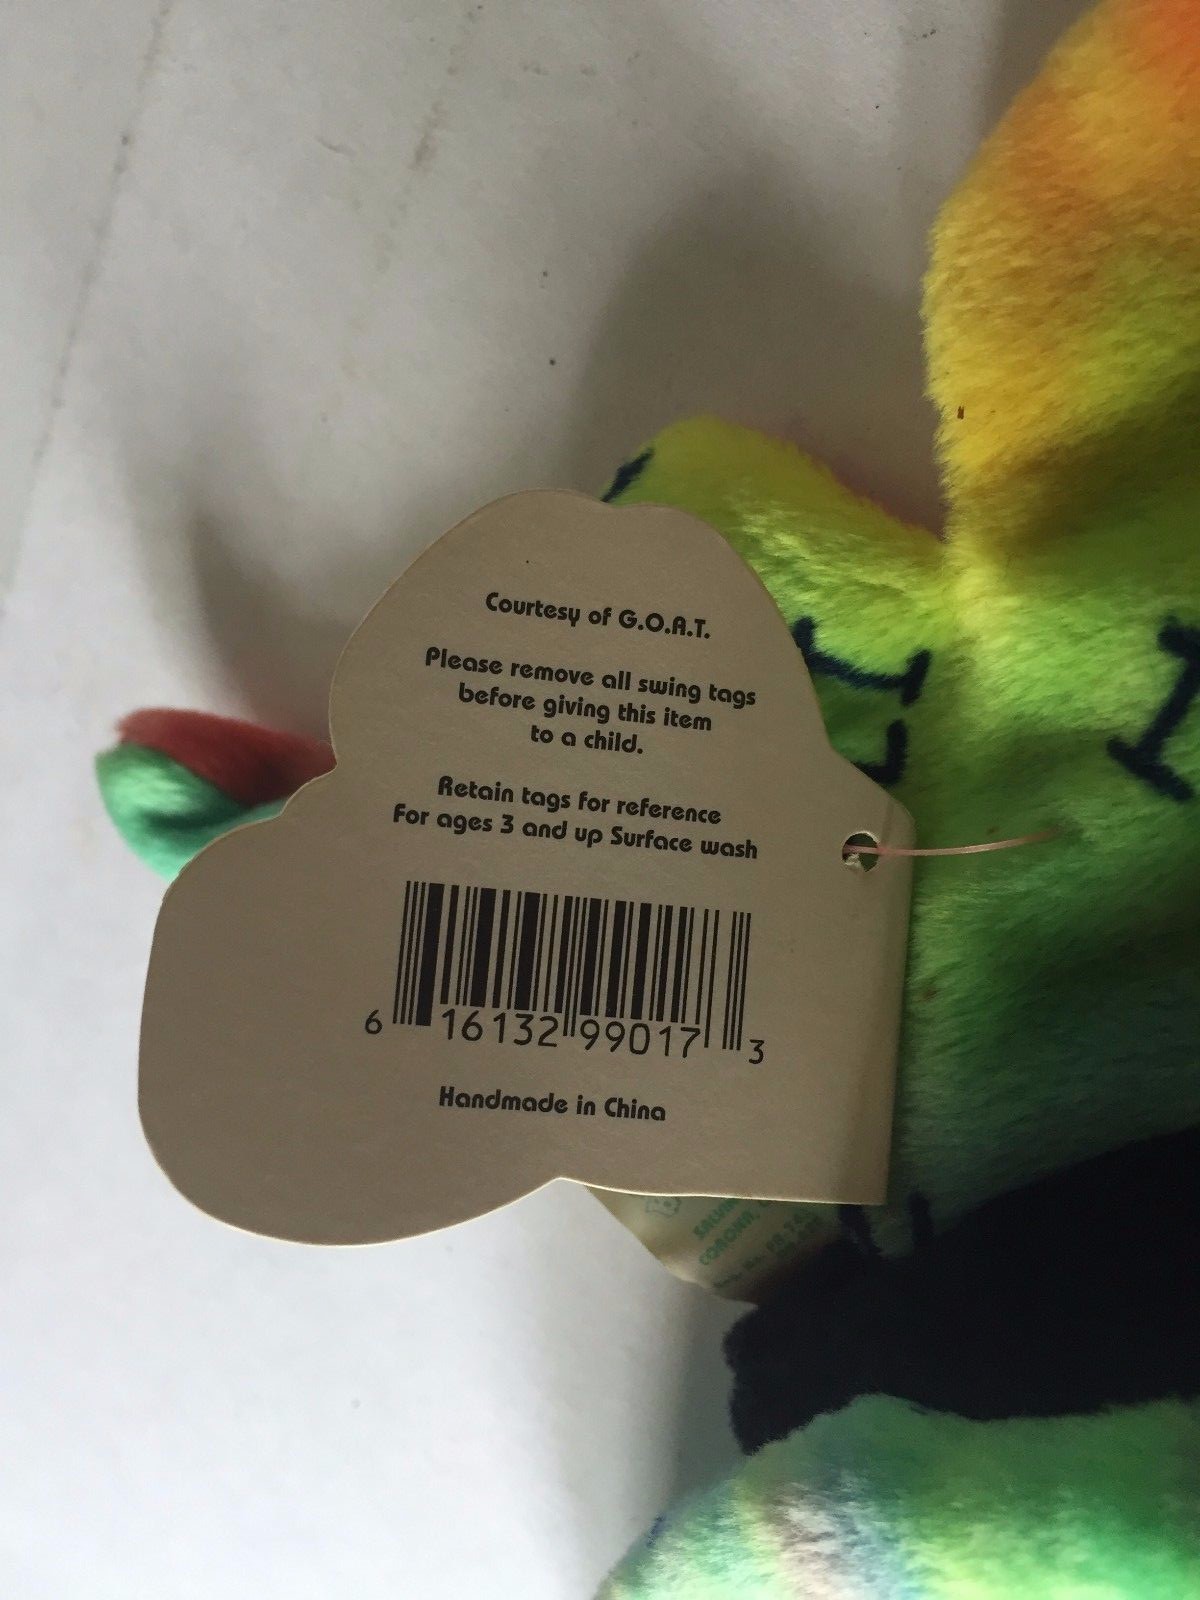 Courtesy of G.O.A.T.
Please remove all swing tags
before giving this item
to a child.
Retain tags for reference
For ages 3 and up Surface wash
6 16132 99017 3
Handmade in China
CORONA,